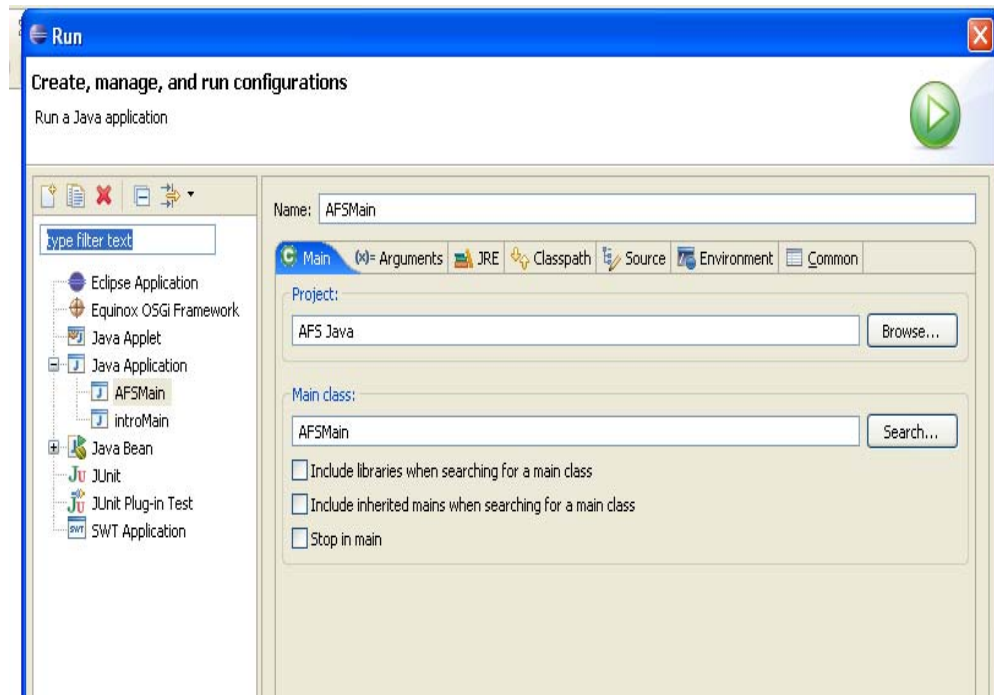 Run
Create, manage, and run configurations
Run a Java application
type filter text
Eclipse Application
Equinox OSGi Framework
Java Applet
Java Application
AFSMain
introMain
Java Bean
JUnit
JUnit Plug-in Test
SWT Application
Name: AFSMain
Main (x)= Arguments JRE Classpath Source Environment Common
Project:
AFS Java Browse...
Main class:
AFSMain Search...
Include libraries when searching for a main class
Include inherited mains when searching for a main class
Stop in main